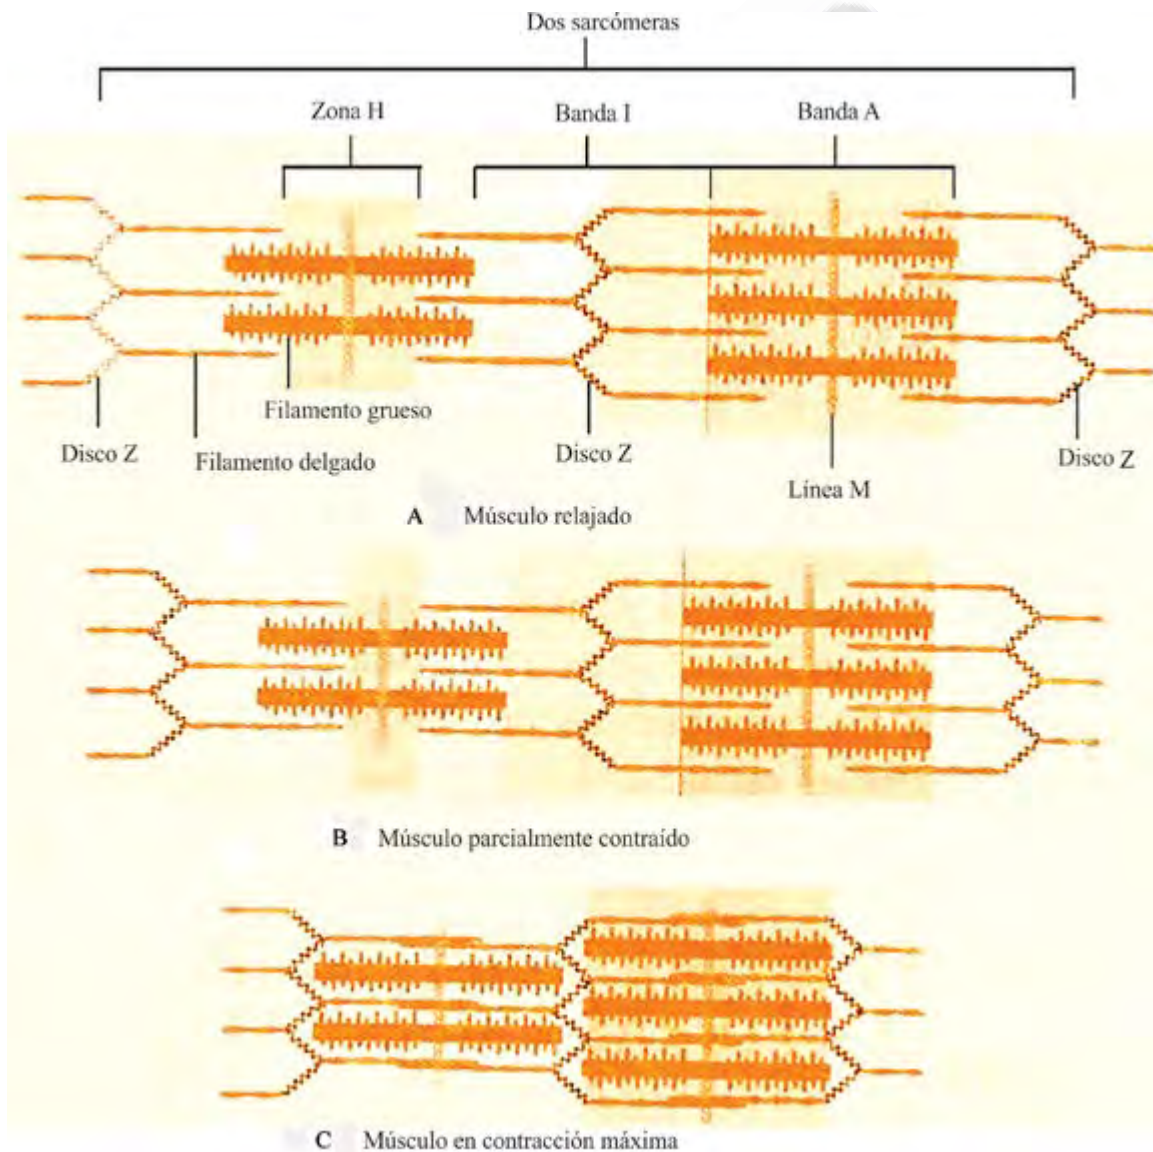 Dos sarcómeras
Zona H
Banda I
Banda A
Filamento grueso
Disco Z
Filamento delgado
Disco Z
Disco Z
Línea M
A Músculo relajado
B Músculo parcialmente contraído
C Músculo en contracción máxima